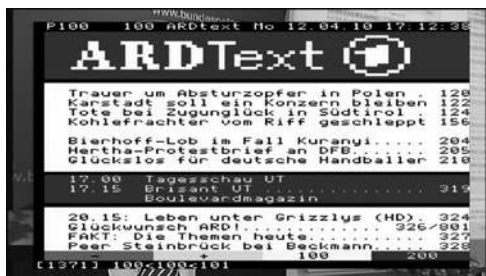 www.bun
P100 100 ARDtext Mo 12.04.10 17:12:38
ARDText
Trauer um Absturzopfer in Polen . 120
Karstadt soll ein Konzern bleiben 122
Tote bei Zugunglück in Südtirol . 124
Kohlefrachter vom Riff geschleppt 156
Bierhoff-Lob im Fall Kuranyi..... 204
Hertha-Protestbrief an DFB....... 205
Glückslos für deutsche Handballer 210
17.00 Tagesschau UT
17.15 Brisant UT ............... 319
Boulevardmagazin
20.15: Leben unter Grizzlys (HD). 324
Glückwunsch ARD!........... 326/801
FAKT: Die Themen heute.......... 327
Peer Steinbrück bei Beckmann.... 328
- + 100 200
[1371] 100<100<101